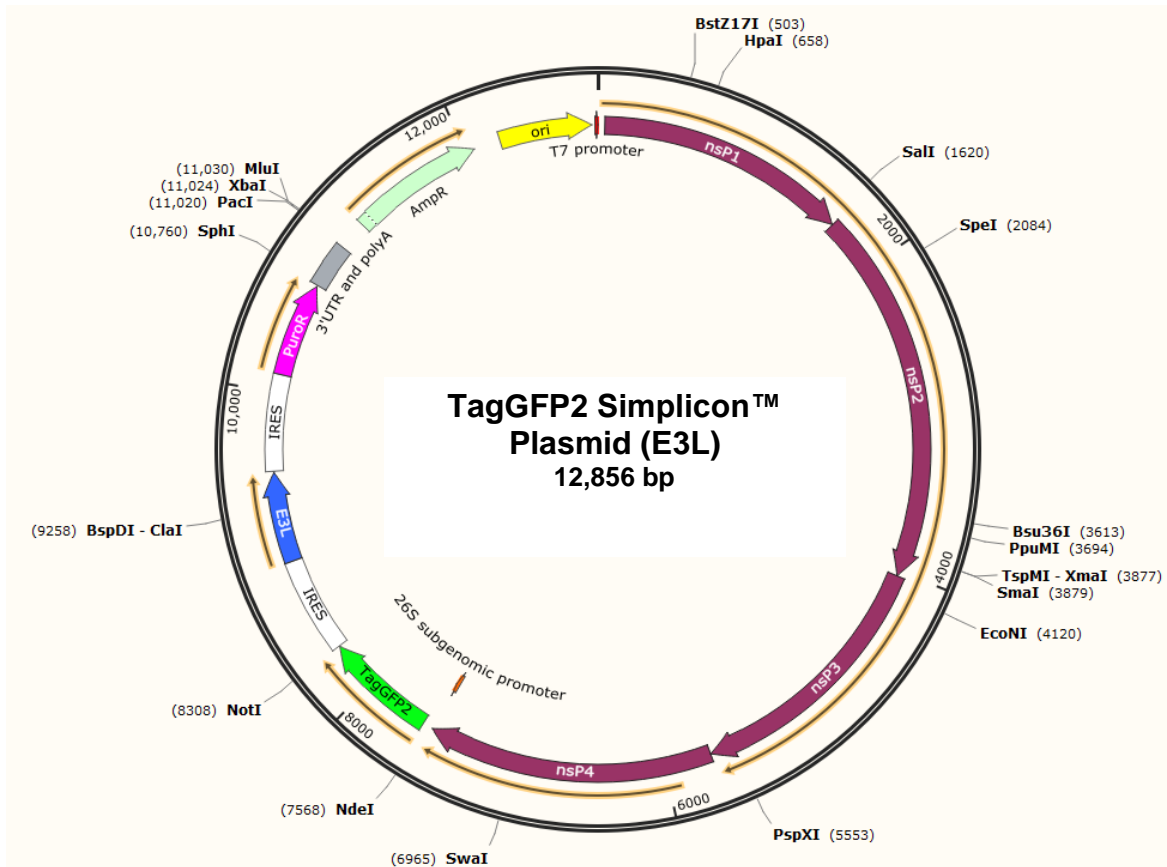 BstZ17I (503)
HpaI (658)
SalI (1620)
SpeI (2084)
Bsu36I (3613)
PpuMI (3694)
TspMI - XmaI (3877)
SmaI (3879)
EcoNI (4120)
PspXI (5553)
(6965) SwaI
(7568) NdeI
(8308) NotI
(9258) BspDI - ClaI
(10,760) SphI
(11,020) PacI
(11,024) XbaI
(11,030) MluI
2000
4000
6000
8000
10,000
12,000
T7 promoter
nsP1
nsP2
nsP3
nsP4
26S subgenomic promoter
TagGFP2
IRES
E3L
IRES
PuroR
3'UTR and polyA
AmpR
ori
TagGFP2 Simplicon™
Plasmid (E3L)
12,856 bp